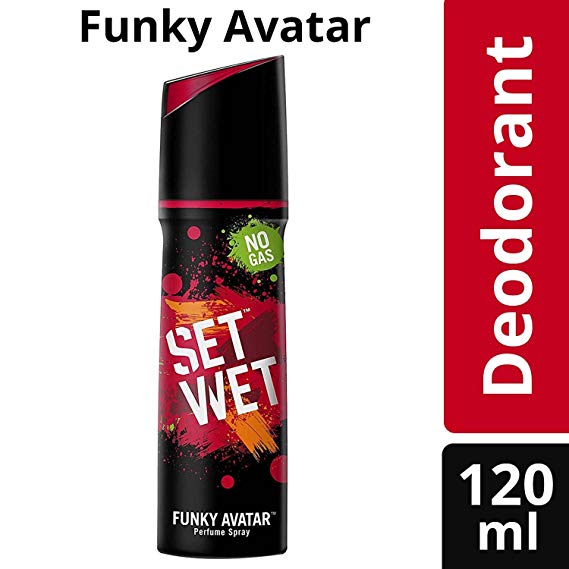 Funky Avatar
NO
GAS
SET™
WET
FUNKY AVATAR™
Perfume Spray
Deodorant
120
ml